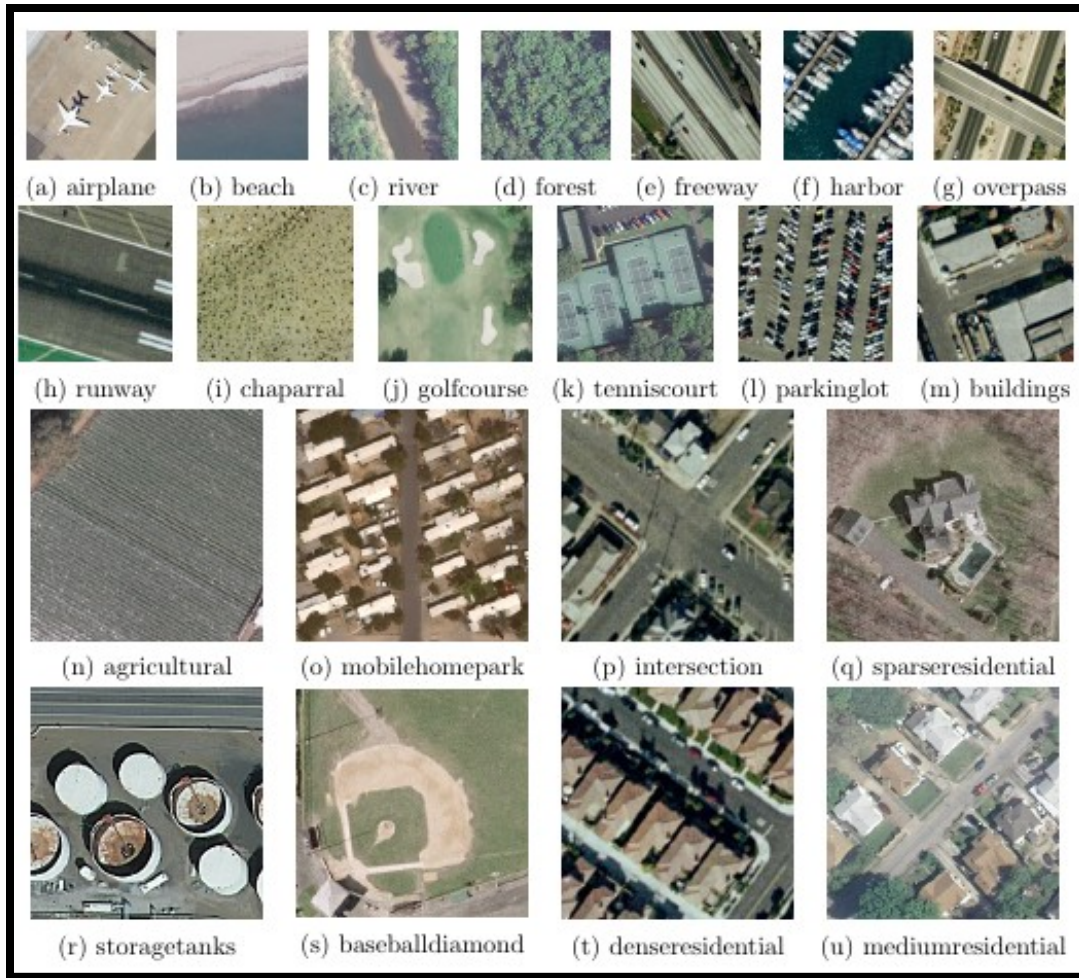 (a) airplane (b) beach (c) river (d) forest (e) freeway (f) harbor (g) overpass
(h) runway (i) chaparral (j) golfcourse (k) tenniscourt (l) parkinglot (m) buildings
(n) agricultural (o) mobilehomepark (p) intersection (q) sparseresidential
(r) storagetanks (s) baseballdiamond (t) denseresidential (u) mediumresidential